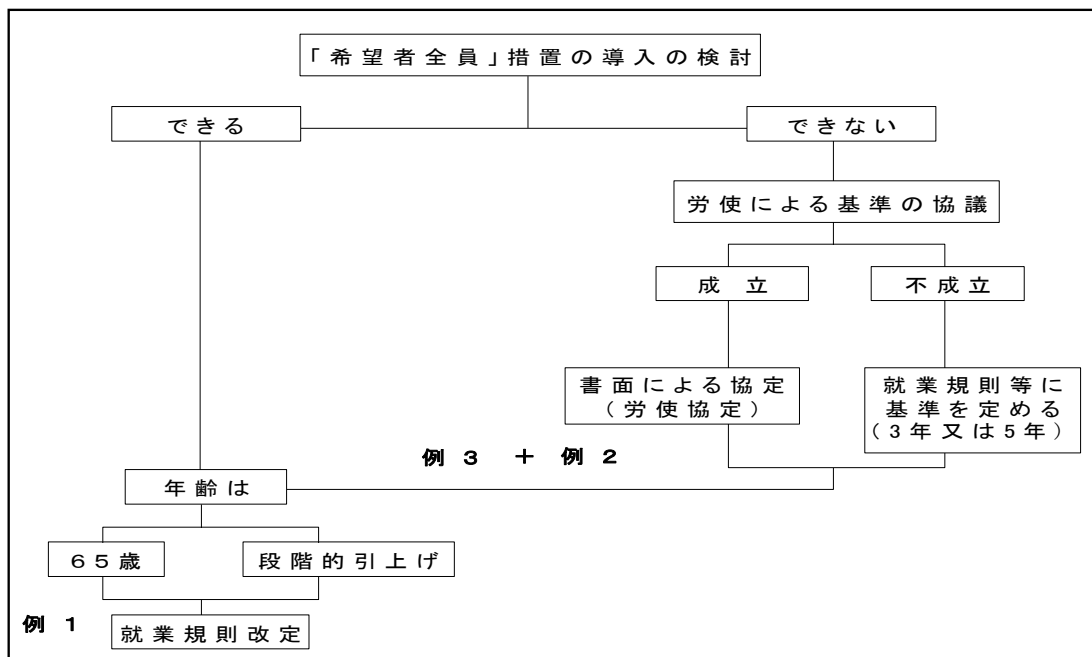 「希望者全員」措置の導入の検討
できる
できない
労使による基準の協議
成立
不成立
書面による協定
（労使協定）
就業規則等に
基準を定める
（3年又は5年）
例３ ＋ 例２
年齢は
６５歳
段階的引上げ
例１
就業規則改定